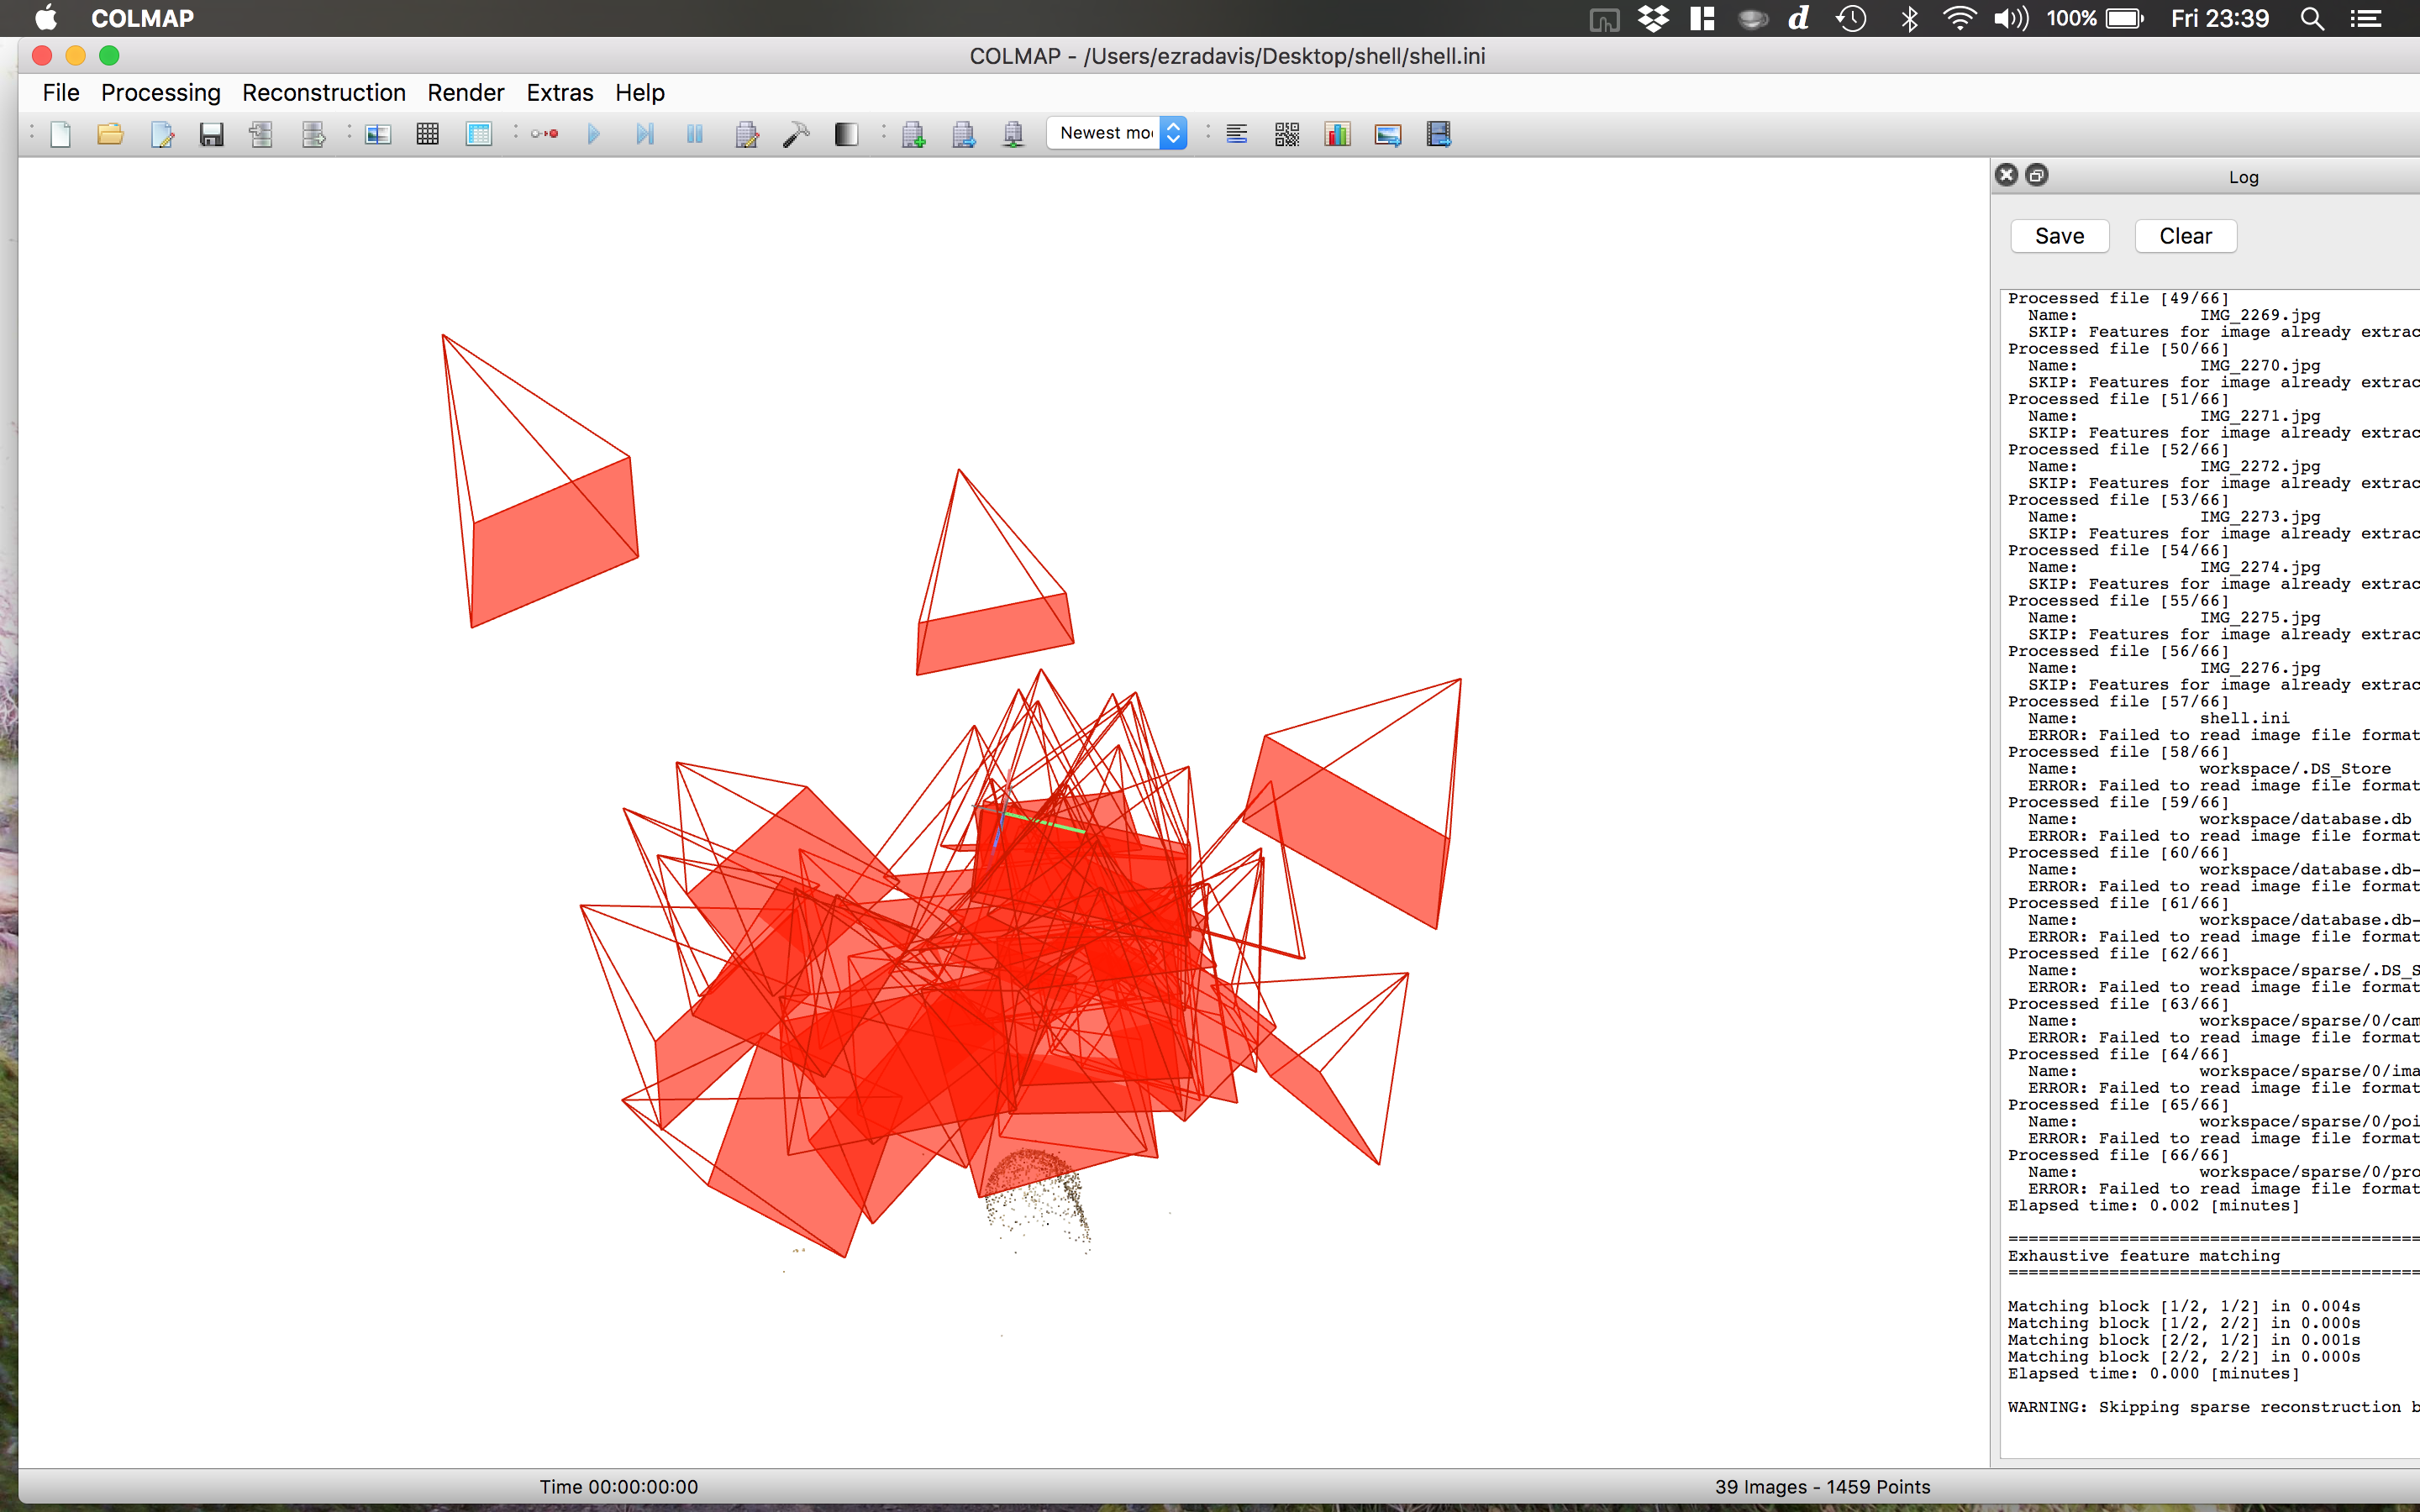 COLMAP
d
100%
Fri 23:39
COLMAP - /Users/ezradavis/Desktop/shell/shell.ini
File Processing Reconstruction Render Extras Help
Newest mo
Log
Save Clear
Processed file [49/66]
Name: IMG_2269.jpg
SKIP: Features for image already extrac
Processed file [50/66]
Name: IMG_2270.jpg
SKIP: Features for image already extrac
Processed file [51/66]
Name: IMG_2271.jpg
SKIP: Features for image already extrac
Processed file [52/66]
Name: IMG_2272.jpg
SKIP: Features for image already extrac
Processed file [53/66]
Name: IMG_2273.jpg
SKIP: Features for image already extrac
Processed file [54/66]
Name: IMG_2274.jpg
SKIP: Features for image already extrac
Processed file [55/66]
Name: IMG_2275.jpg
SKIP: Features for image already extrac
Processed file [56/66]
Name: IMG_2276.jpg
SKIP: Features for image already extrac
Processed file [57/66]
Name: shell.ini
ERROR: Failed to read image file format
Processed file [58/66]
Name: workspace/.DS_Store
ERROR: Failed to read image file format
Processed file [59/66]
Name: workspace/database.db
ERROR: Failed to read image file format
Processed file [60/66]
Name: workspace/database.db-
ERROR: Failed to read image file format
Processed file [61/66]
Name: workspace/database.db-
ERROR: Failed to read image file format
Processed file [62/66]
Name: workspace/sparse/.DS_S
ERROR: Failed to read image file format
Processed file [63/66]
Name: workspace/sparse/0/cam
ERROR: Failed to read image file format
Processed file [64/66]
Name: workspace/sparse/0/ima
ERROR: Failed to read image file format
Processed file [65/66]
Name: workspace/sparse/0/poi
ERROR: Failed to read image file format
Processed file [66/66]
Name: workspace/sparse/0/pro
ERROR: Failed to read image file format
Elapsed time: 0.002 [minutes]
=========================================
Exhaustive feature matching
=========================================
Matching block [1/2, 1/2] in 0.004s
Matching block [1/2, 2/2] in 0.000s
Matching block [2/2, 1/2] in 0.001s
Matching block [2/2, 2/2] in 0.000s
Elapsed time: 0.000 [minutes]
WARNING: Skipping sparse reconstruction b
Time 00:00:00:00
39 Images - 1459 Points